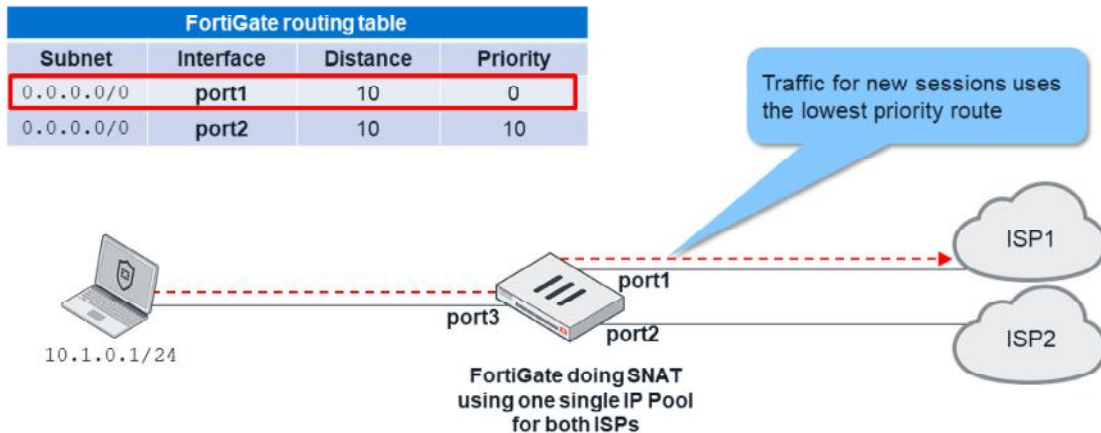 FortiGate routing table
Subnet Interface Distance Priority
0.0.0.0/0 port1 10 0
0.0.0.0/0 port2 10 10
Traffic for new sessions uses
the lowest priority route
ISP1
port1
port3
port2
ISP2
10.1.0.1/24
FortiGate doing SNAT
using one single IP Pool
for both ISPs